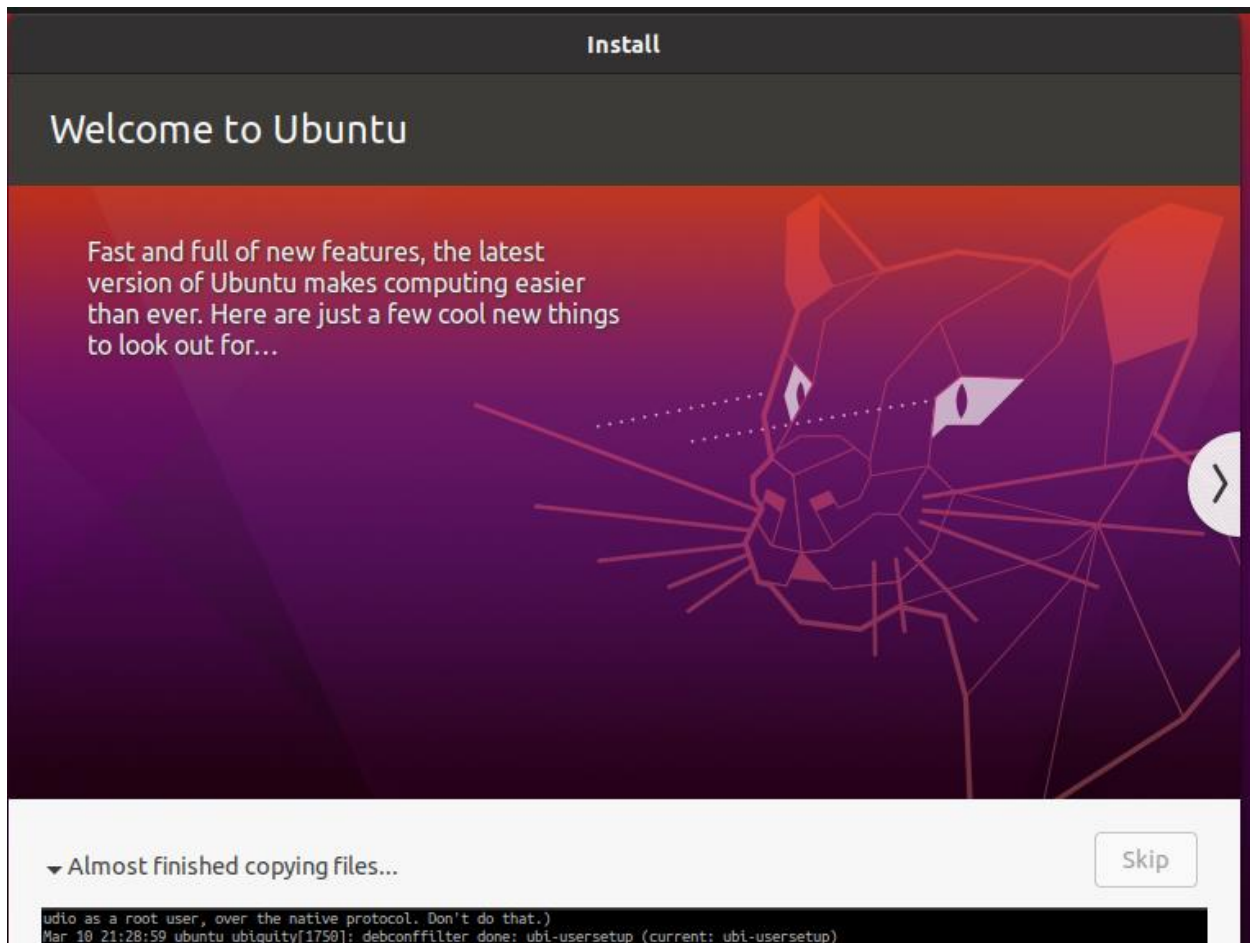 Install
Welcome to Ubuntu
Fast and full of new features, the latest
version of Ubuntu makes computing easier
than ever. Here are just a few cool new things
to look out for…
Almost finished copying files...
Skip
udio as a root user, over the native protocol. Don't do that.)
Mar 10 21:28:59 ubuntu ubiquity[1750]: debconffilter_done: ubi-usersetup (current: ubi-usersetup)